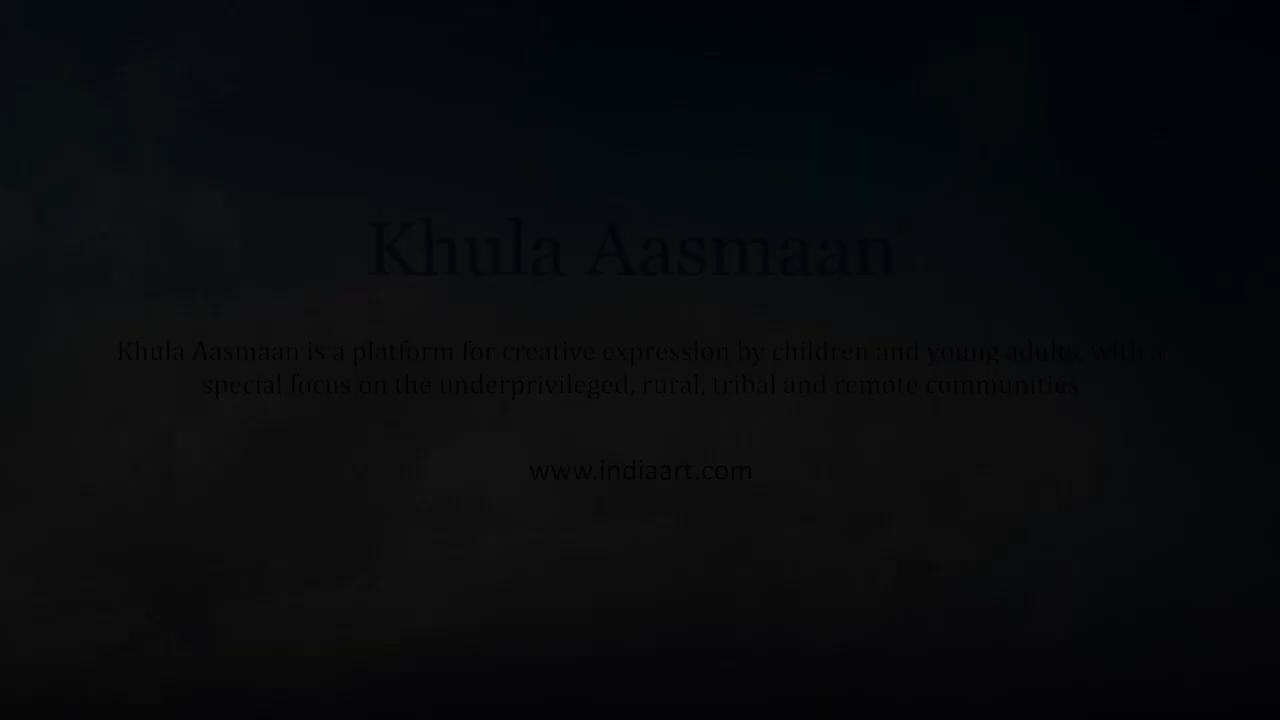 Khula Aasmaan
Khula Aasmaan is a platform for creative expression by children and young adults, with a
special focus on the underprivileged, rural, tribal and remote communities
www.indiaart.com